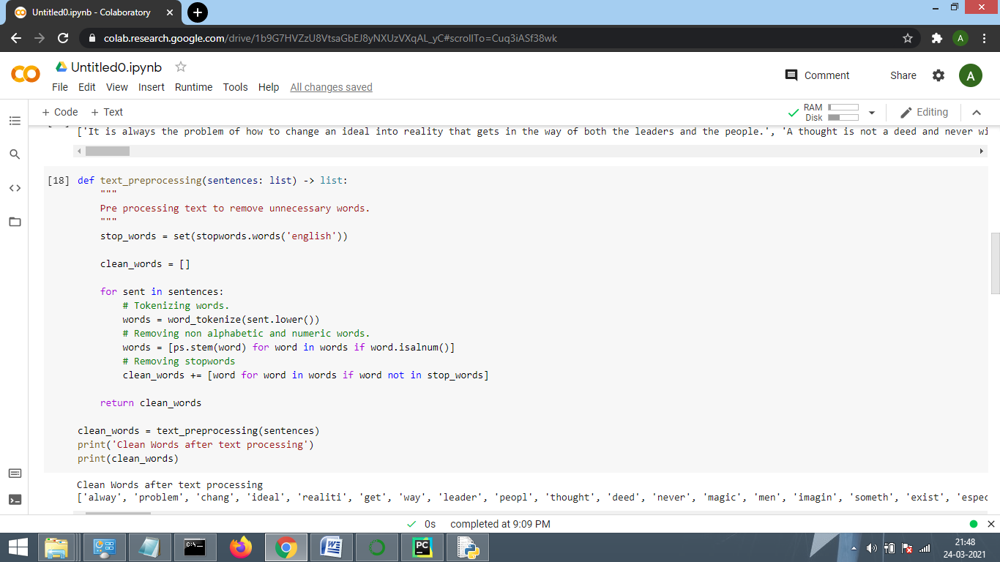 Untitled0.ipynb - Colaboratory
colab.research.google.com/drive/1b9G7HVZzU8VtsaGbEJ8yNXUzVXqAL_yC#scrollTo=Cuq3iASf38wk
A
Untitled0.ipynb
File Edit View Insert Runtime Tools Help All changes saved
Comment Share A
+ Code + Text
RAM
Disk
Editing
['It is always the problem of how to change an ideal into reality that gets in the way of both the leaders and the people.', 'A thought is not a deed and never wi
[18] def text_preprocessing(sentences: list) -> list:
"""
Pre processing text to remove unnecessary words.
"""
stop_words = set(stopwords.words('english'))
clean_words = []
for sent in sentences:
# Tokenizing words.
words = word_tokenize(sent.lower())
# Removing non alphabetic and numeric words.
words = [ps.stem(word) for word in words if word.isalnum()]
# Removing stopwords
clean_words += [word for word in words if word not in stop_words]
return clean_words
clean_words = text_preprocessing(sentences)
print('Clean Words after text processing')
print(clean_words)
Clean Words after text processing
['alway', 'problem', 'chang', 'ideal', 'realiti', 'get', 'way', 'leader', 'peopl', 'thought', 'deed', 'never', 'magic', 'men', 'imagin', 'someth', 'exist', 'espec
0s completed at 9:09 PM
21:48
24-03-2021